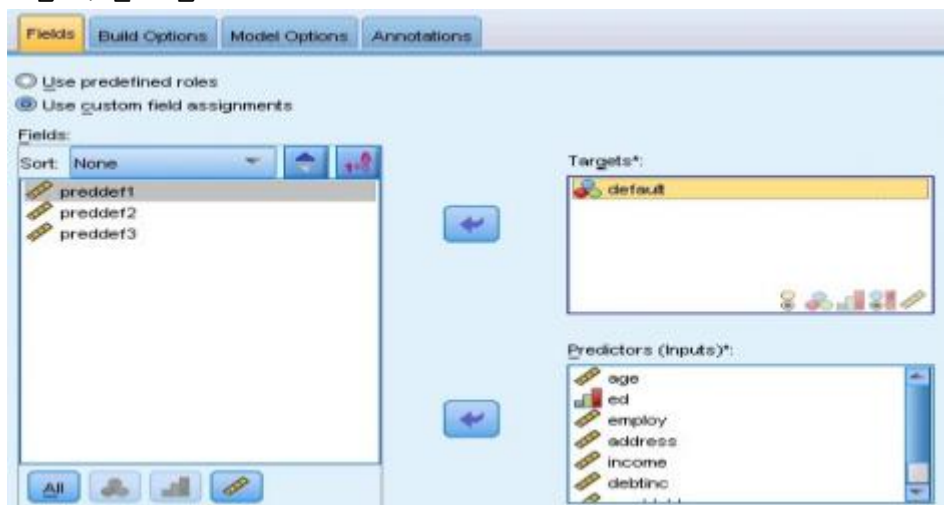 Fields Build Options Model Options Annotations
Use predefined roles
Use custom field assignments
Fields:
Sort: None
preddef1
preddef2
preddef3
All
Targets*:
default
Predictors (Inputs)*:
age
ed
employ
address
income
debtinc